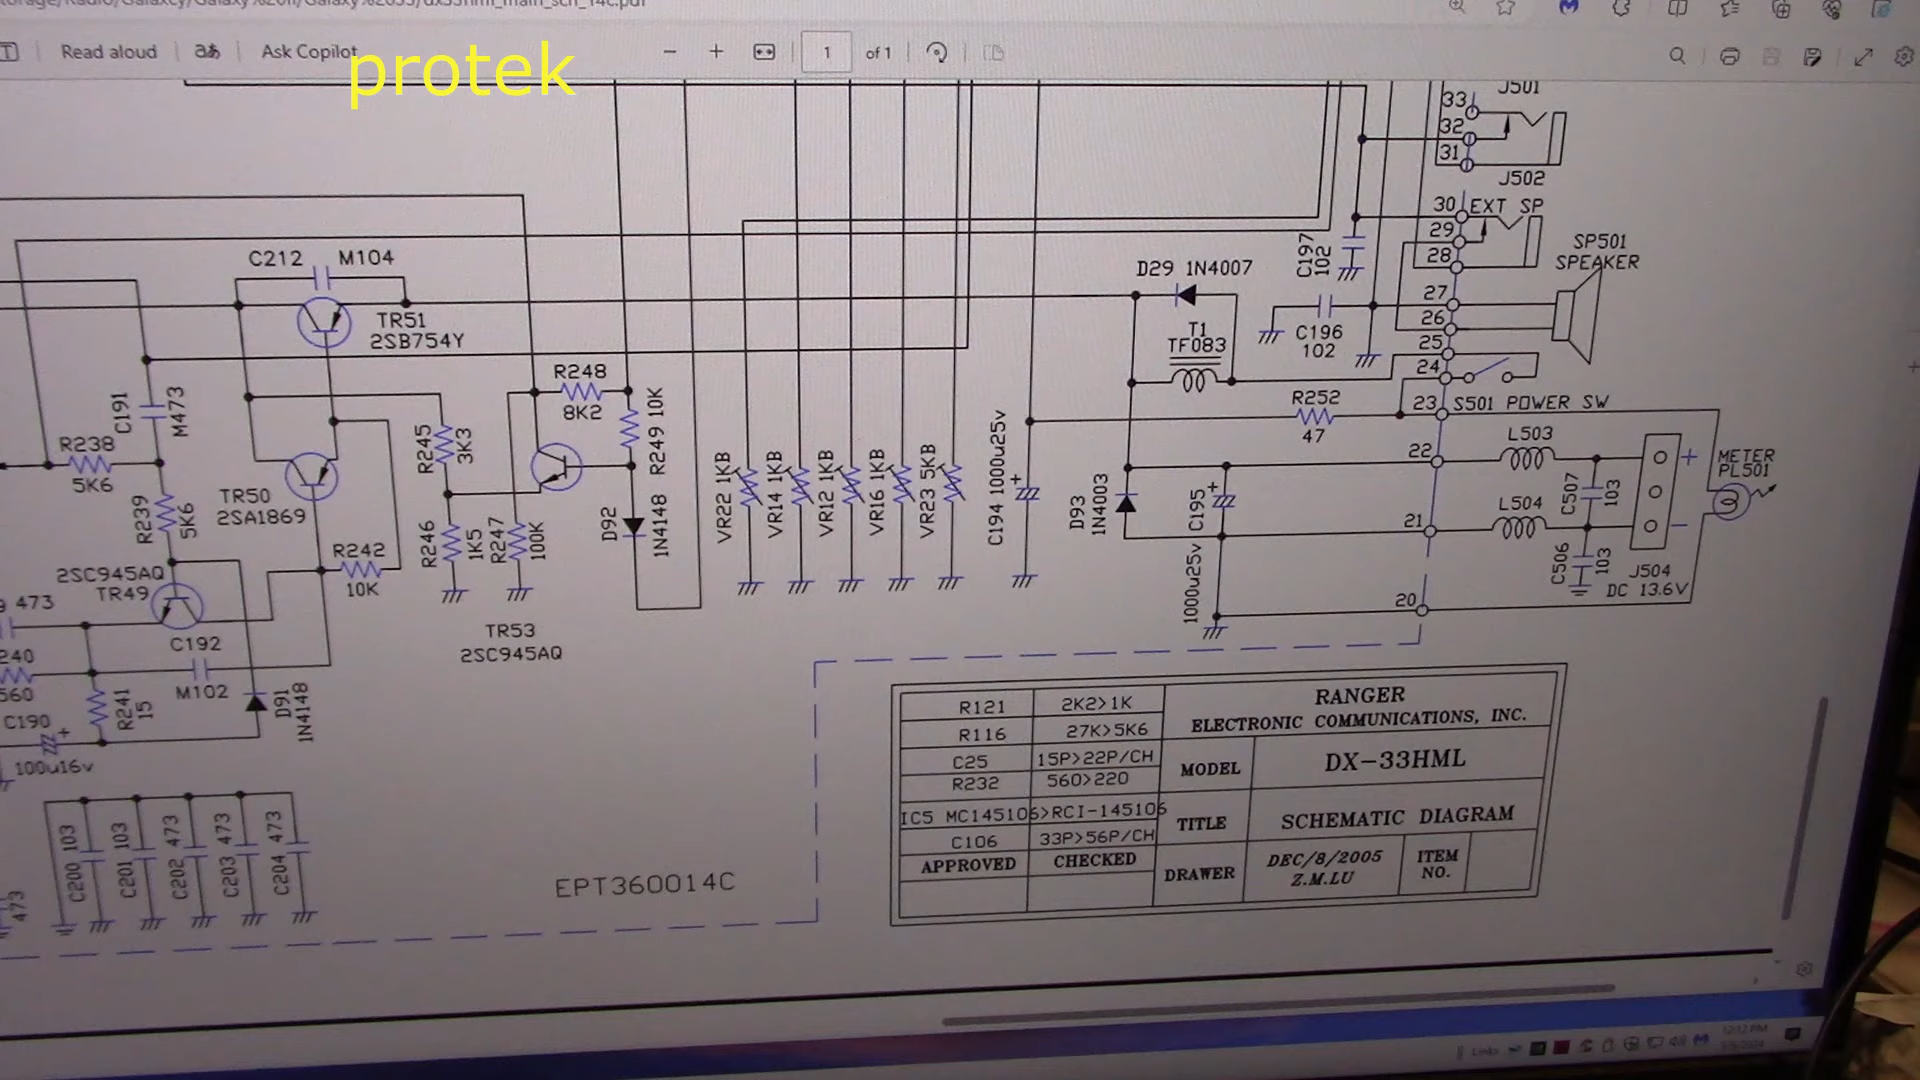 Read aloud
Ask Copilot
1
of 1
protek
J501
33
32
31
J502
30
EXT SP
29
28
27
26
25
24
23
22
21
20
SP501
SPEAKER
C197
102
C196
102
D29 1N4007
T1
TF083
R252
47
S501 POWER SW
L503
L504
C507
103
C506
103
+
−
METER
PL501
J504
DC 13.6V
C212
M104
TR51
2SB754Y
C191
M473
R238
5K6
R239
5K6
TR50
2SA1869
R245
3K3
R246
1K5
R247
100K
R248
8K2
R249 10K
D92
1N4148
VR22 1KB
VR14 1KB
VR12 1KB
VR16 1KB
VR23 5KB
C194 1000u25v
+
D93
1N4003
C195
+
1000u25v
R242
10K
2SC945AQ
TR49
473
C192
M102
240
560
R241
15
C190
+
100u16v
D91
1N4148
TR53
2SC945AQ
C200 103
C201 103
C202 473
C203 473
C204 473
473
EPT360014C
R121 2K2>1K
R116 27K>5K6
C25 15P>22P/CH
R232 560>220
IC5 MC145106>RCI-145106
C106 33P>56P/CH
APPROVED CHECKED
RANGER
ELECTRONIC COMMUNICATIONS, INC.
MODEL DX-33HML
TITLE SCHEMATIC DIAGRAM
DRAWER
DEC/8/2005
Z.M.LU
ITEM
NO.
Links
12:12 PM